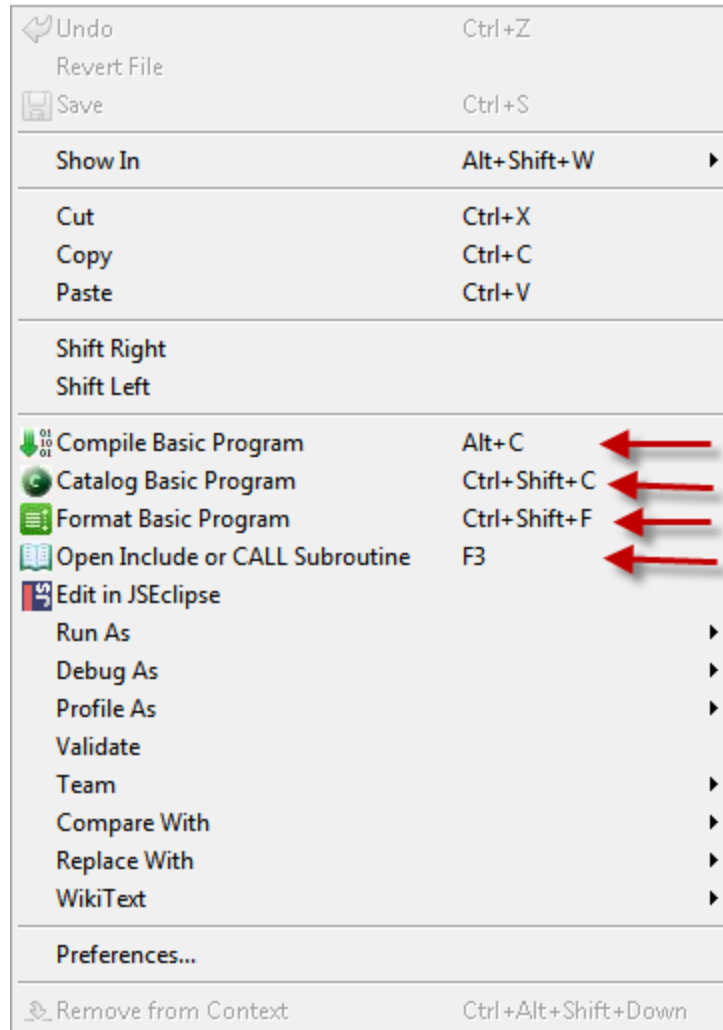 Undo Ctrl+Z
Revert File
Save Ctrl+S
Show In Alt+Shift+W
Cut Ctrl+X
Copy Ctrl+C
Paste Ctrl+V
Shift Right
Shift Left
Compile Basic Program Alt+C
Catalog Basic Program Ctrl+Shift+C
Format Basic Program Ctrl+Shift+F
Open Include or CALL Subroutine F3
Edit in JSEclipse
Run As
Debug As
Profile As
Validate
Team
Compare With
Replace With
WikiText
Preferences...
Remove from Context Ctrl+Alt+Shift+Down